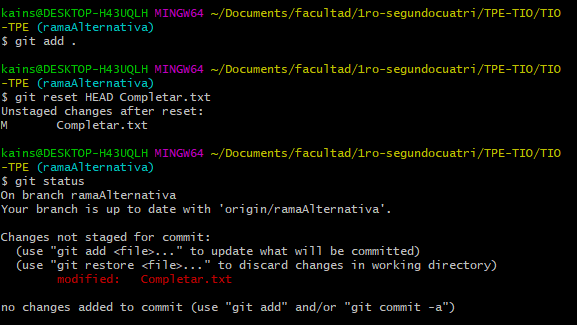 kains@DESKTOP-H43UQLH MINGW64 ~/Documents/facultad/1ro-segundocuatri/TPE-TIO/TIO
-TPE (ramaAlternativa)
$ git add .
kains@DESKTOP-H43UQLH MINGW64 ~/Documents/facultad/1ro-segundocuatri/TPE-TIO/TIO
-TPE (ramaAlternativa)
$ git reset HEAD Completar.txt
Unstaged changes after reset:
M       Completar.txt
kains@DESKTOP-H43UQLH MINGW64 ~/Documents/facultad/1ro-segundocuatri/TPE-TIO/TIO
-TPE (ramaAlternativa)
$ git status
On branch ramaAlternativa
Your branch is up to date with 'origin/ramaAlternativa'.
Changes not staged for commit:
  (use "git add <file>..." to update what will be committed)
  (use "git restore <file>..." to discard changes in working directory)
        modified:   Completar.txt
no changes added to commit (use "git add" and/or "git commit -a")